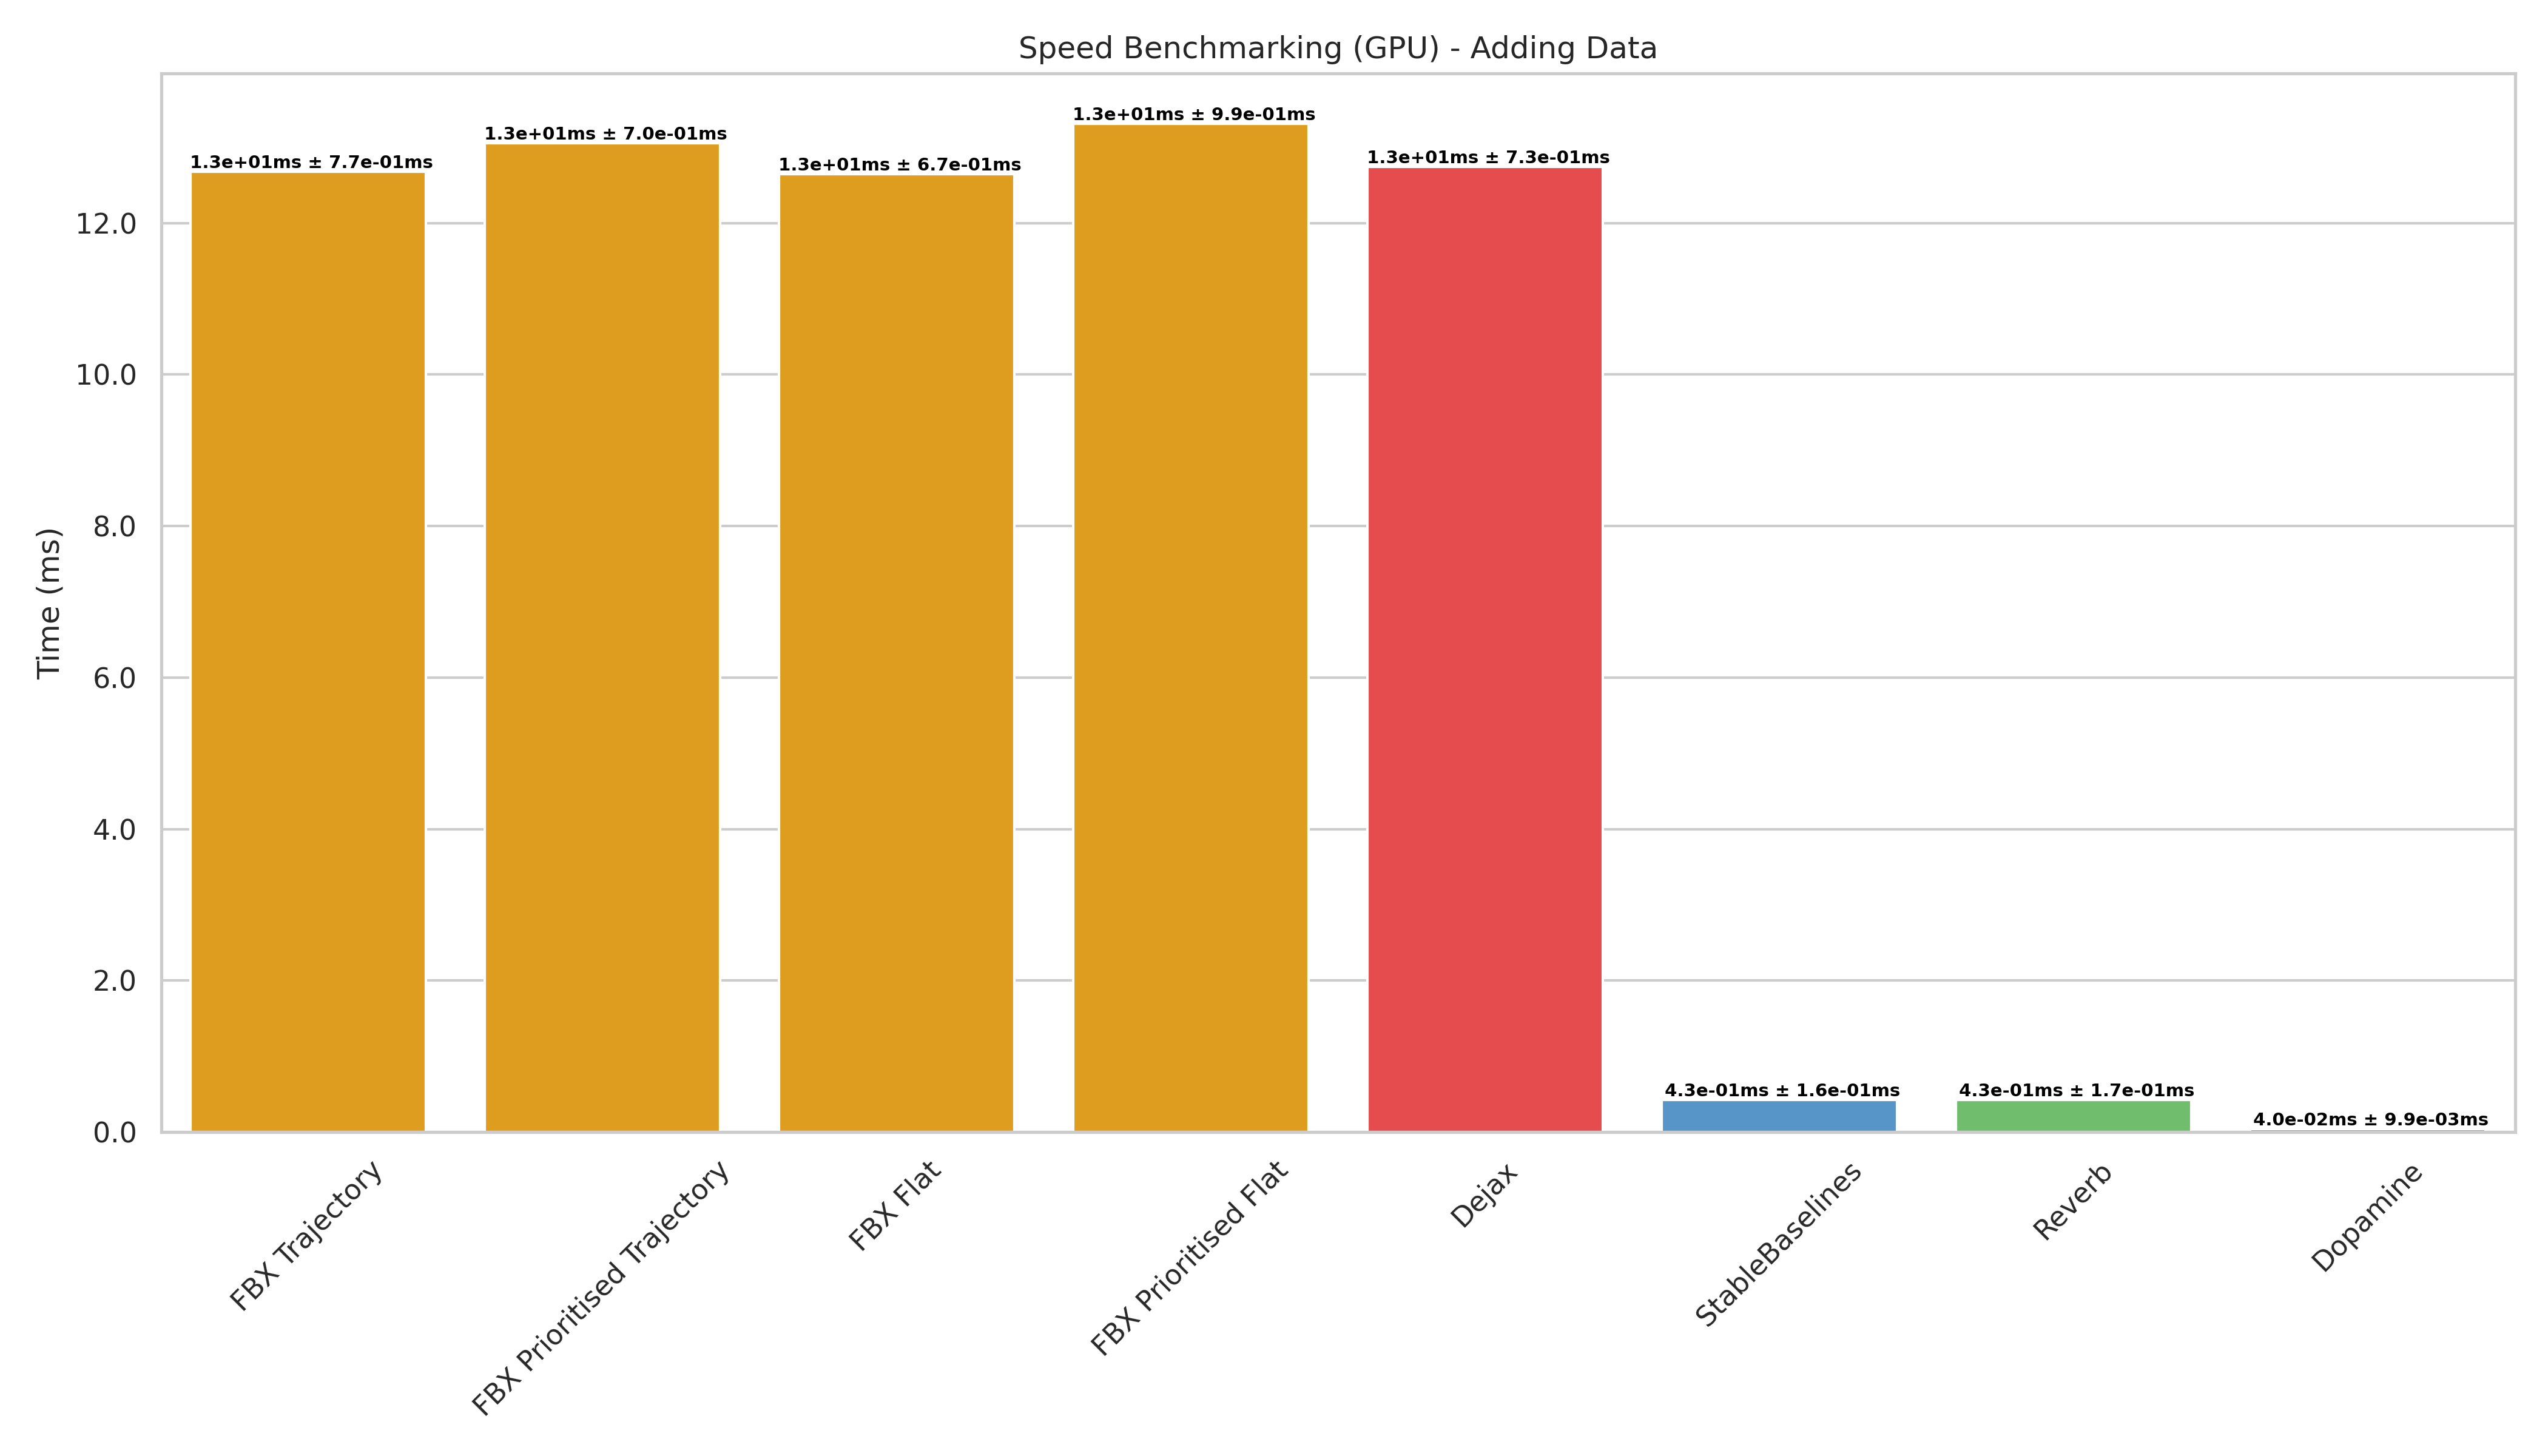 Speed Benchmarking (GPU) - Adding Data
Time (ms)
12.0
10.0
8.0
6.0
4.0
2.0
0.0
1.3e+01ms ± 7.7e-01ms
1.3e+01ms ± 7.0e-01ms
1.3e+01ms ± 6.7e-01ms
1.3e+01ms ± 9.9e-01ms
1.3e+01ms ± 7.3e-01ms
4.3e-01ms ± 1.6e-01ms
4.3e-01ms ± 1.7e-01ms
4.0e-02ms ± 9.9e-03ms
FBX Trajectory
FBX Prioritised Trajectory
FBX Flat
FBX Prioritised Flat
Dejax
StableBaselines
Reverb
Dopamine